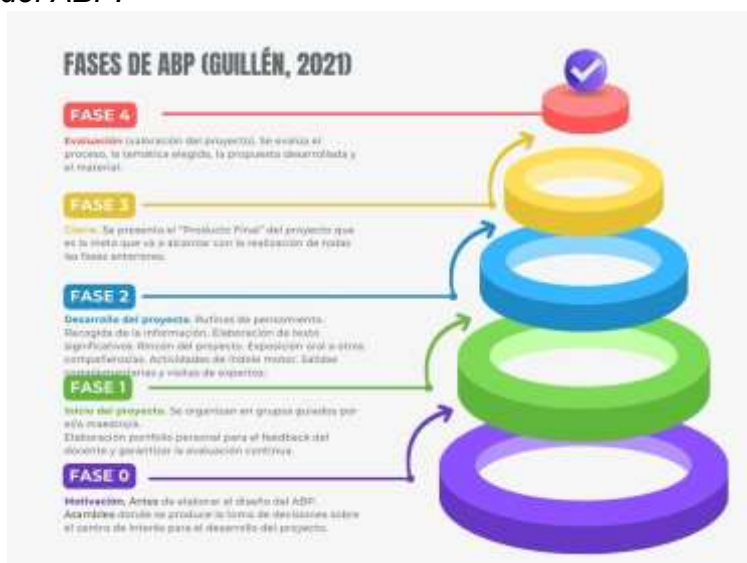 del ABP?
FASES DE ABP (GUILLÉN, 2021)
FASE 4
Evaluación (valoración del proyecto). Se evalúa el
proceso, la temática elegida, la propuesta desarrollada y
el material.
FASE 3
Cierre. Se presenta el "Producto Final" del proyecto que
es la meta que va a alcanzar con la realización de todas
las fases anteriores.
FASE 2
Desarrollo del proyecto. Rutinas de pensamiento.
Recogida de la información. Elaboración de texto
significativos. Rincón del proyecto. Exposición oral a otros
compañeros/as. Actividades de índole motor. Salidas
complementarias y visitas de expertos.
FASE 1
Inicio del proyecto. Se organizan en grupos guiados por
el/a maestro/a.
Elaboración portfolio personal para el feedback del
docente y garantizar la evaluación continua.
FASE 0
Motivación. Antes de elaborar el diseño del ABP.
Asamblea donde se produce la toma de decisiones sobre
el centro de interés para el desarrollo del proyecto.